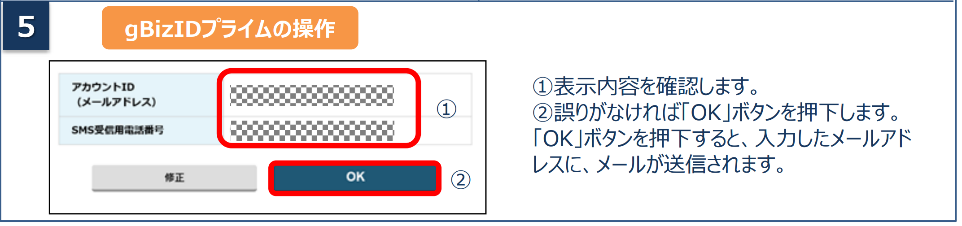 5
gBizIDプライムの操作
アカウントID
（メールアドレス）
①
SMS受信用電話番号
修正
OK
②
①表示内容を確認します。
②誤りがなければ「OK」ボタンを押下します。
「OK」ボタンを押下すると、入力したメールアド
レスに、メールが送信されます。